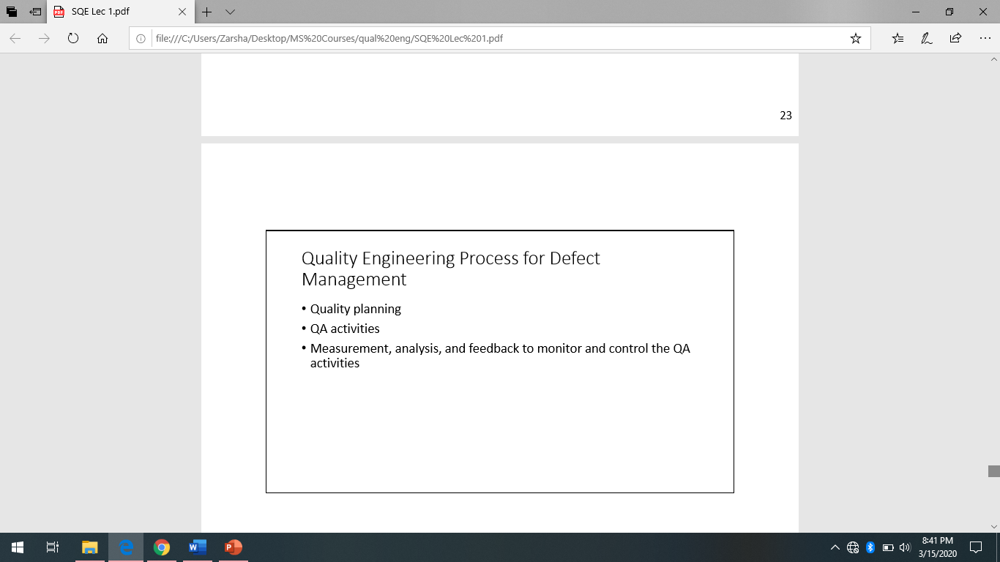 SQE Lec 1.pdf
file:///C:/Users/Zarsha/Desktop/MS%20Courses/qual%20eng/SQE%20Lec%201.pdf
23
Quality Engineering Process for Defect
Management
• Quality planning
• QA activities
• Measurement, analysis, and feedback to monitor and control the QA
activities
8:41 PM
3/15/2020